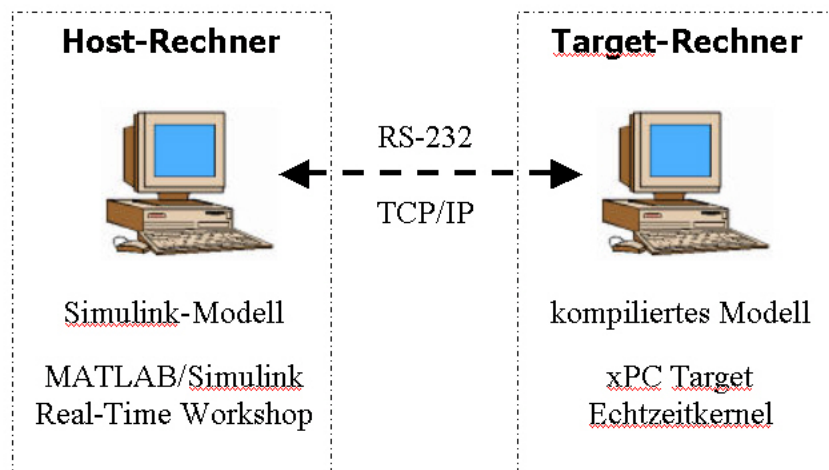 Host-Rechner
Simulink-Modell
MATLAB/Simulink
Real-Time Workshop
RS-232
TCP/IP
Target-Rechner
kompiliertes Modell
xPC Target
Echtzeitkernel